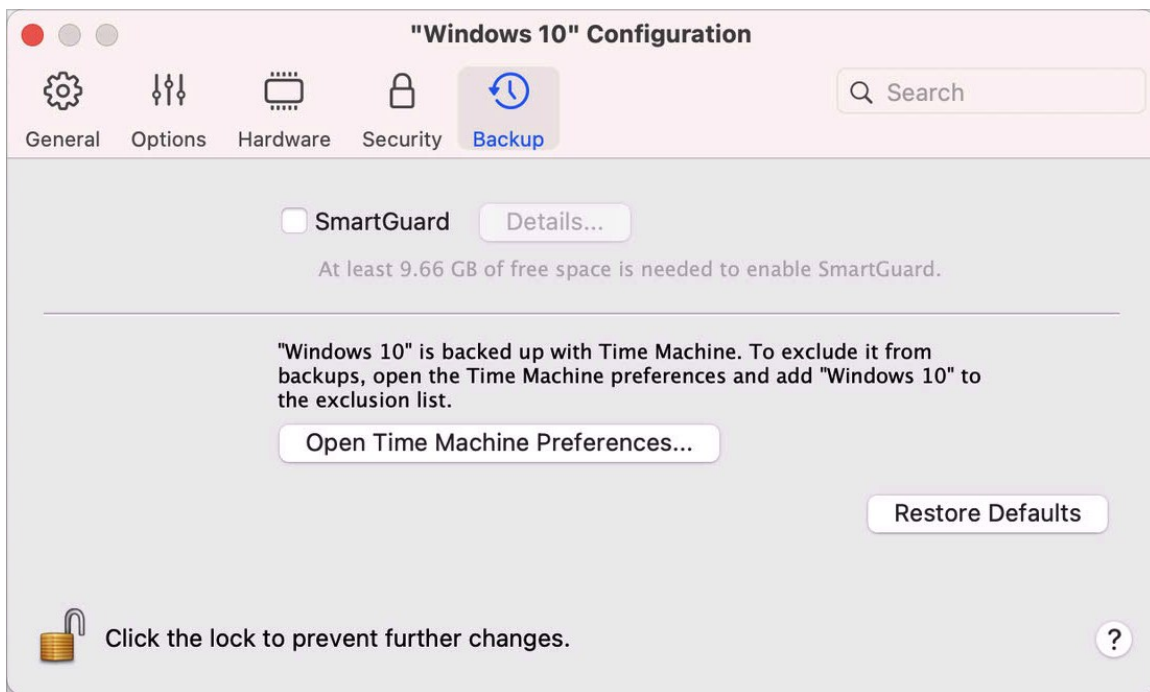 "Windows 10" Configuration
General Options Hardware Security Backup
Search
SmartGuard Details...
At least 9.66 GB of free space is needed to enable SmartGuard.
"Windows 10" is backed up with Time Machine. To exclude it from
backups, open the Time Machine preferences and add "Windows 10" to
the exclusion list.
Open Time Machine Preferences...
Restore Defaults
Click the lock to prevent further changes.
?